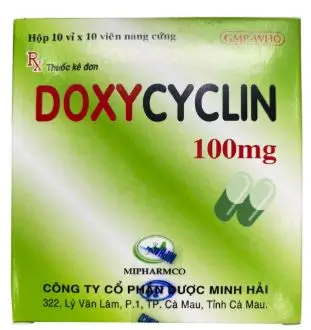 Hộp 10 vỉ x 10 viên nang cứng
GMP-WHO
Rx Thuốc kê đơn
DOXYCYCLIN
100mg
MIPHARMCO
CÔNG TY CỔ PHẦN DƯỢC MINH HẢI
322, Lý Văn Lâm, P.1, TP. Cà Mau, Tỉnh Cà Mau.